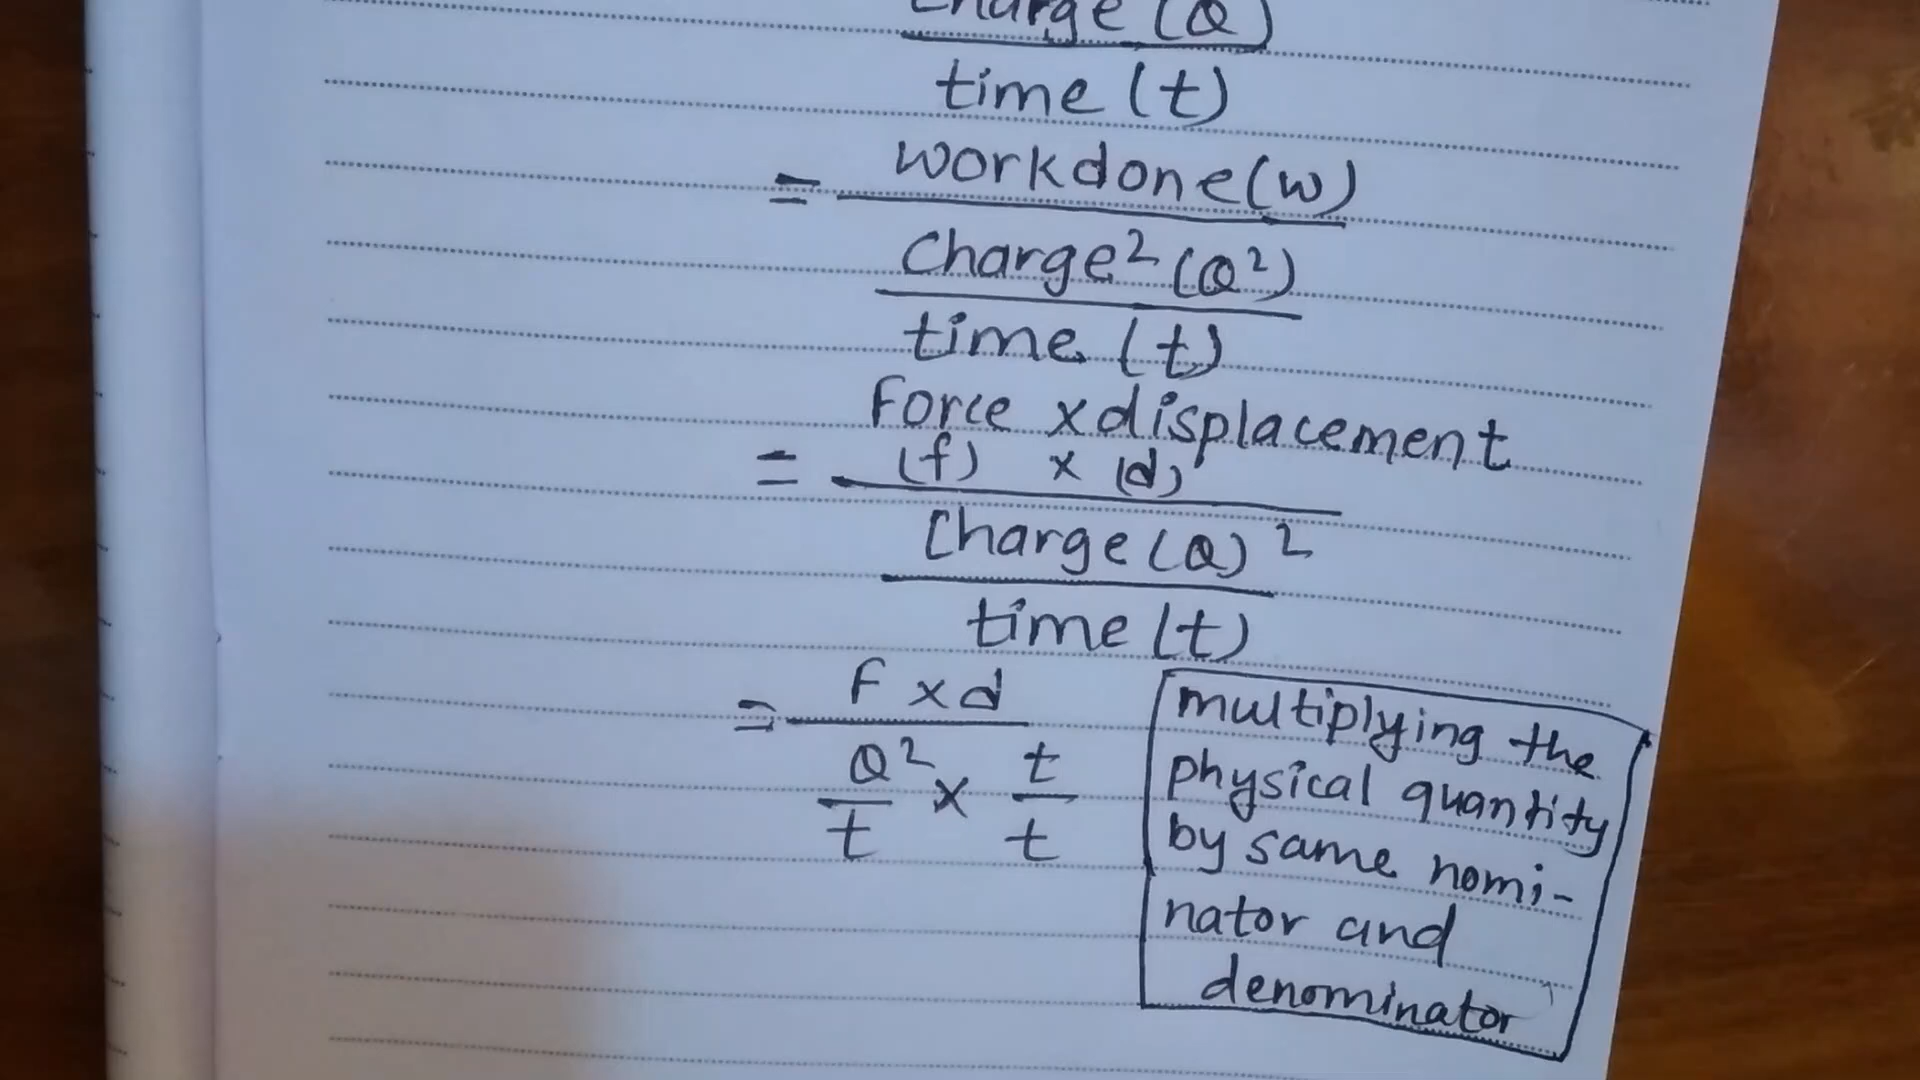 charge (Q)
time (t)
= workdone (w)
charge² (Q²)
time (t)
Force x displacement
= (f) x (d)
charge (Q)²
time (t)
= F x d
Q² x t
t t
multiplying the
physical quantity
by same nomi-
nator and
denominator